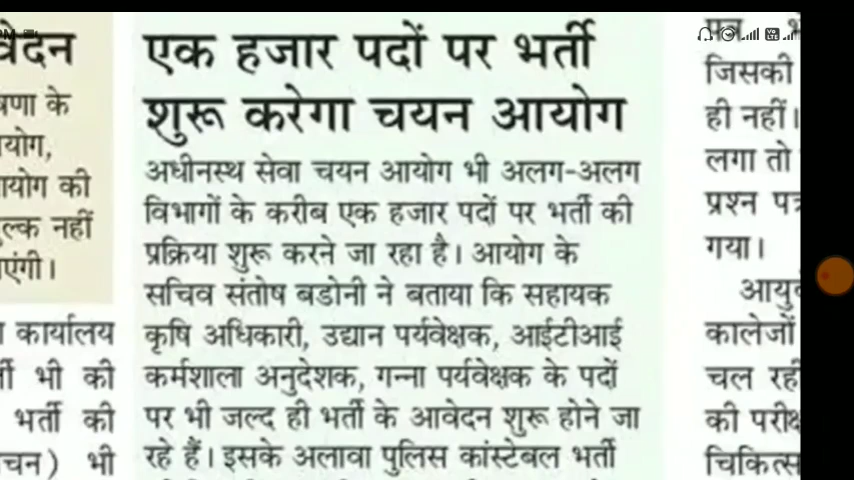 वेदन
षणा के
योग,
ायोग की
ुल्क नहीं
ाएंगी।
कार्यालय
र्ती भी की
भर्ती की
चन) भी
एक हजार पदों पर भर्ती
शुरू करेगा चयन आयोग
अधीनस्थ सेवा चयन आयोग भी अलग-अलग
विभागों के करीब एक हजार पदों पर भर्ती की
प्रक्रिया शुरू करने जा रहा है। आयोग के
सचिव संतोष बडोनी ने बताया कि सहायक
कृषि अधिकारी, उद्यान पर्यवेक्षक, आईटीआई
कर्मशाला अनुदेशक, गन्ना पर्यवेक्षक के पदों
पर भी जल्द ही भर्ती के आवेदन शुरू होने जा
रहे हैं। इसके अलावा पुलिस कांस्टेबल भर्ती
जिसकी
ही नहीं।
लगा तो
प्रश्न पत्र
गया।
आयु
कालेजों
चल रही
की परीक्ष
चिकित्स